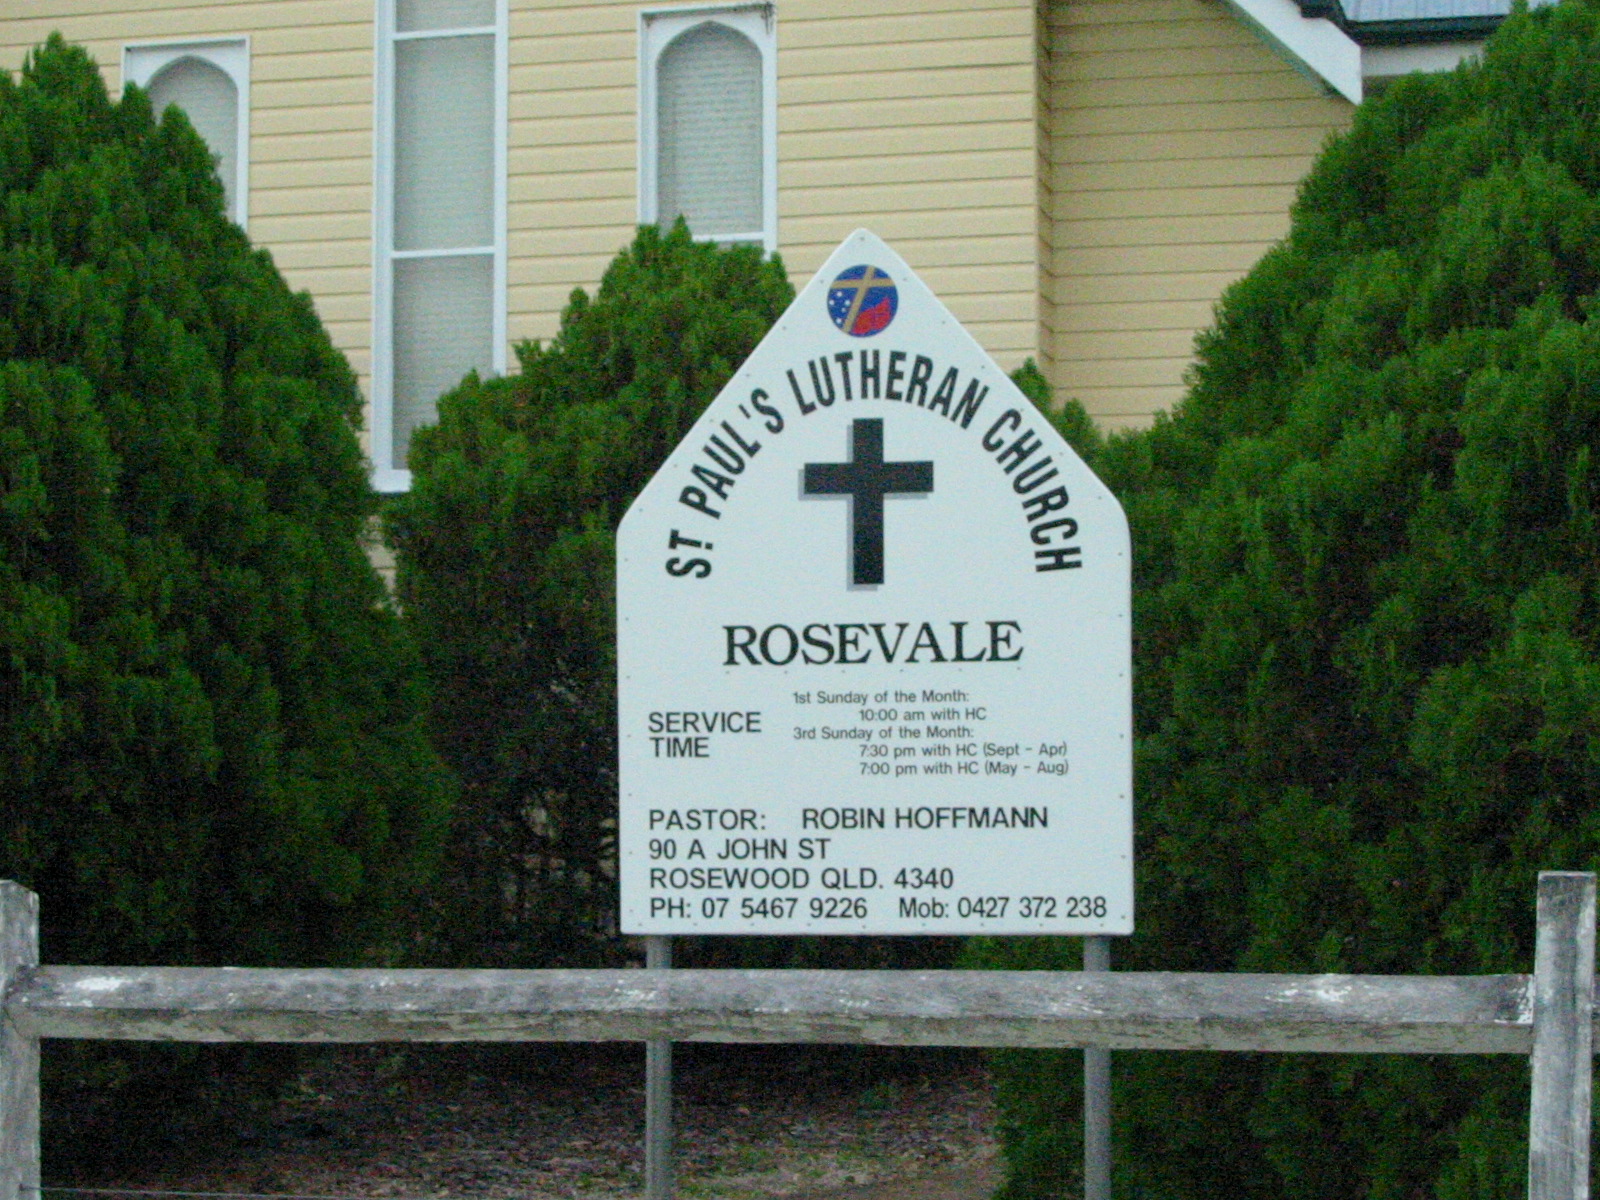 ST. PAUL'S LUTHERAN CHURCH
ROSEVALE
SERVICE TIME
1st Sunday of the Month:
10:00 am with HC
3rd Sunday of the Month:
7:30 pm with HC (Sept - Apr)
7:00 pm with HC (May - Aug)
PASTOR: ROBIN HOFFMANN
90 A JOHN ST
ROSEWOOD QLD. 4340
PH: 07 5467 9226 Mob: 0427 372 238